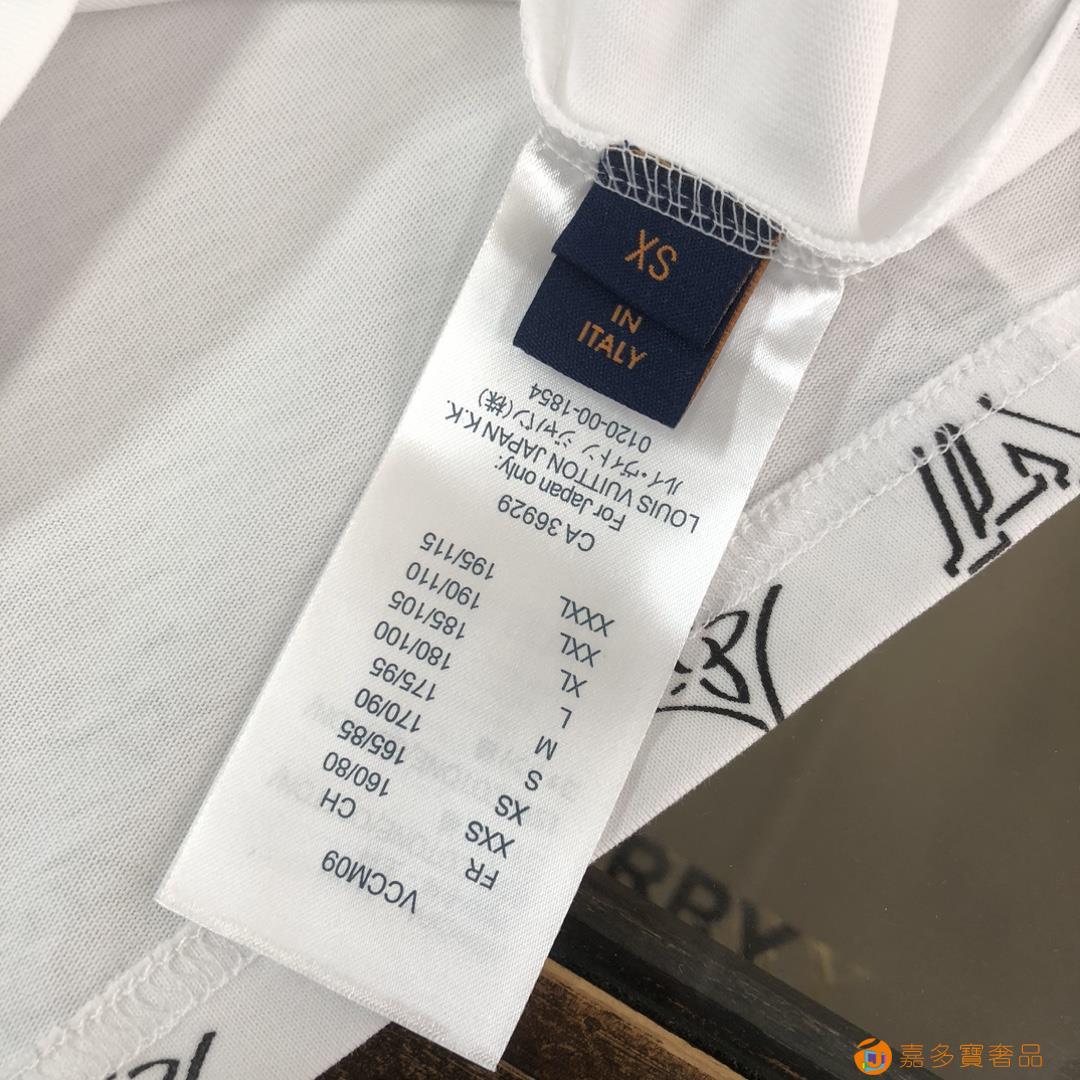 XS
IN
ITALY
VCCM09
FR CH
XXS 160/80
XS 165/85
S 170/90
M 175/95
L 180/100
XL 185/105
XXL 190/110
XXXL 195/115
CA 36929
For Japan only:
LOUIS VUITTON JAPAN K.K.
ルイ・ヴィトン ジャパン(株)
0120-00-1854
嘉多寶奢品